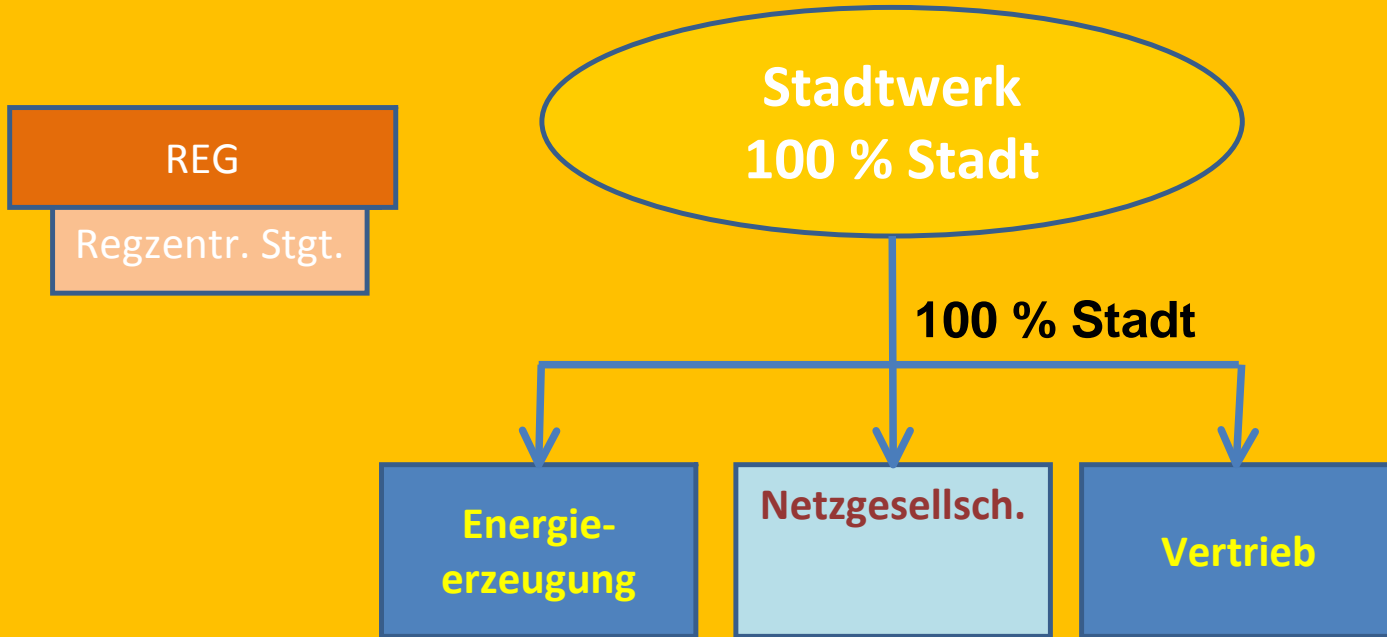 Stadtwerk
100 % Stadt
REG
Regzentr. Stgt.
100 % Stadt
Energie-
erzeugung
Netzgesellsch.
Vertrieb